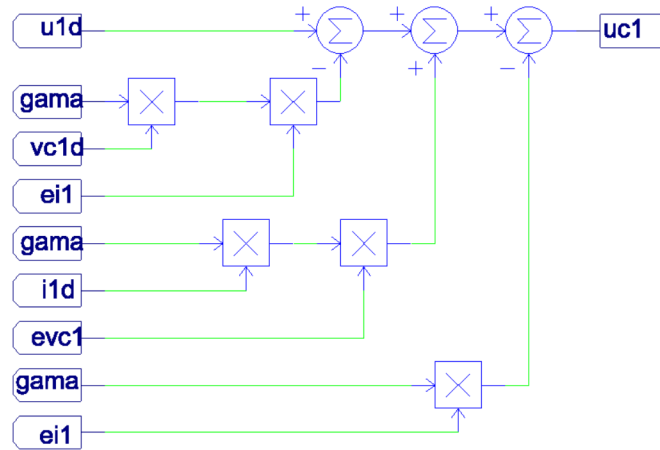 u1d
+
Σ
+
Σ
+
Σ
uc1
−
+
−
gama
×
×
vc1d
ei1
gama
×
×
i1d
evc1
gama
×
ei1